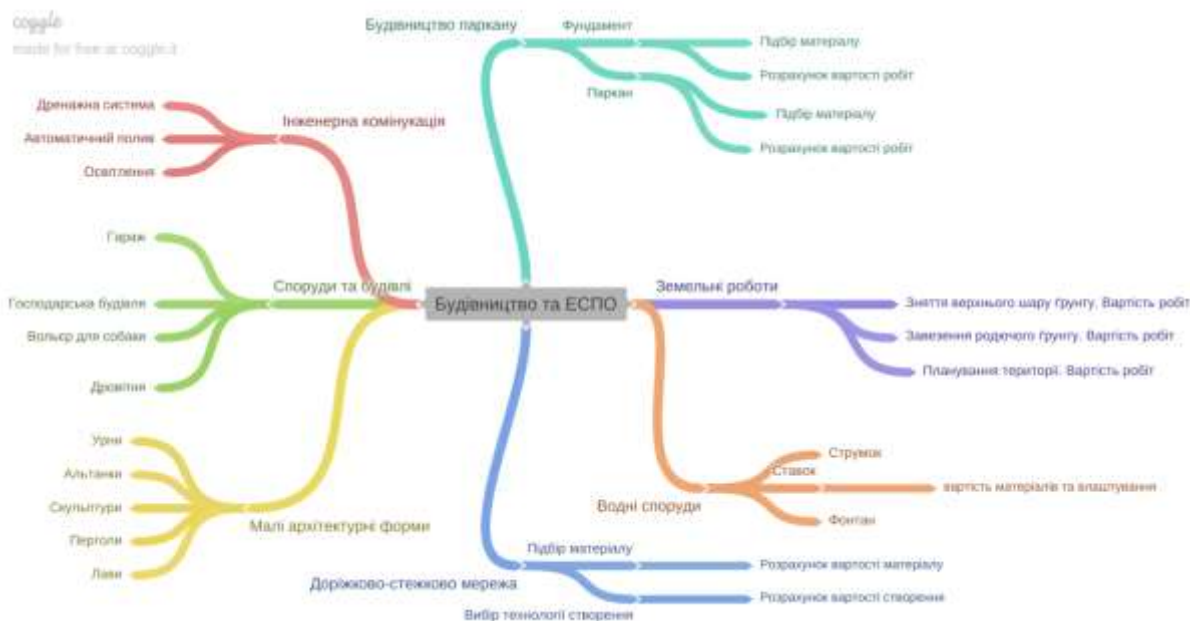 coggle
made for free at coggle.it
Будівництво паркану
Фундамент
Підбір матеріалу
Розрахунок вартості робіт
Паркан
Підбір матеріалу
Розрахунок вартості робіт
Дренажна система
Автоматичний полив
Освітлення
Інженерна комінукація
Гараж
Господарська будівля
Вольєр для собаки
Дровітня
Споруди та будівлі
Будівництво та ЕСПО
Земельні роботи
Зняття верхнього шару ґрунту. Вартість робіт
Завезення родючого ґрунту. Вартість робіт
Планування території. Вартість робіт
Урни
Альтанки
Скульптури
Перголи
Лави
Малі архітектурні форми
Водні споруди
Струмок
Ставок
вартість матеріалів та влаштування
Фонтан
Доріжково-стежково мережа
Підбір матеріалу
Розрахунок вартості матеріалу
Вибір технології створення
Розрахунок вартості створення